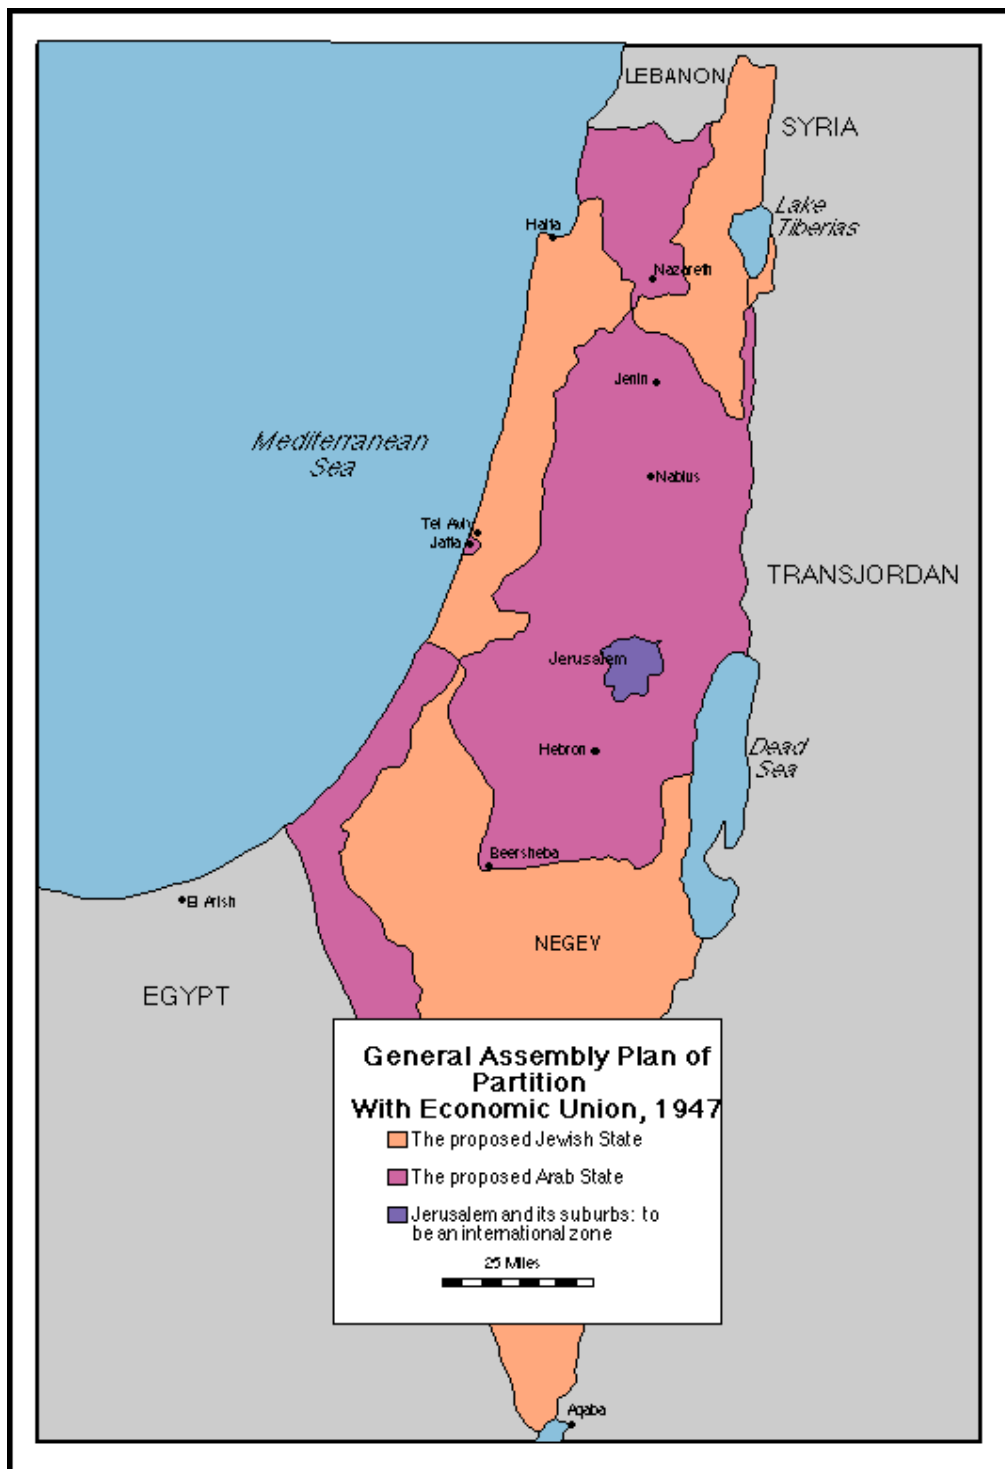 LEBANON
SYRIA
Lake
Tiberias
Haifa
Nazareth
Jenin
Mediterranean
Sea
Nablus
Tel Aviv
Jaffa
TRANSJORDAN
Jerusalem
Hebron
Dead
Sea
Beersheba
El Arish
NEGEV
EGYPT
General Assembly Plan of
Partition
With Economic Union, 1947
The proposed Jewish State
The proposed Arab State
Jerusalem and its suburbs: to
be an international zone
25 Miles
Aqaba